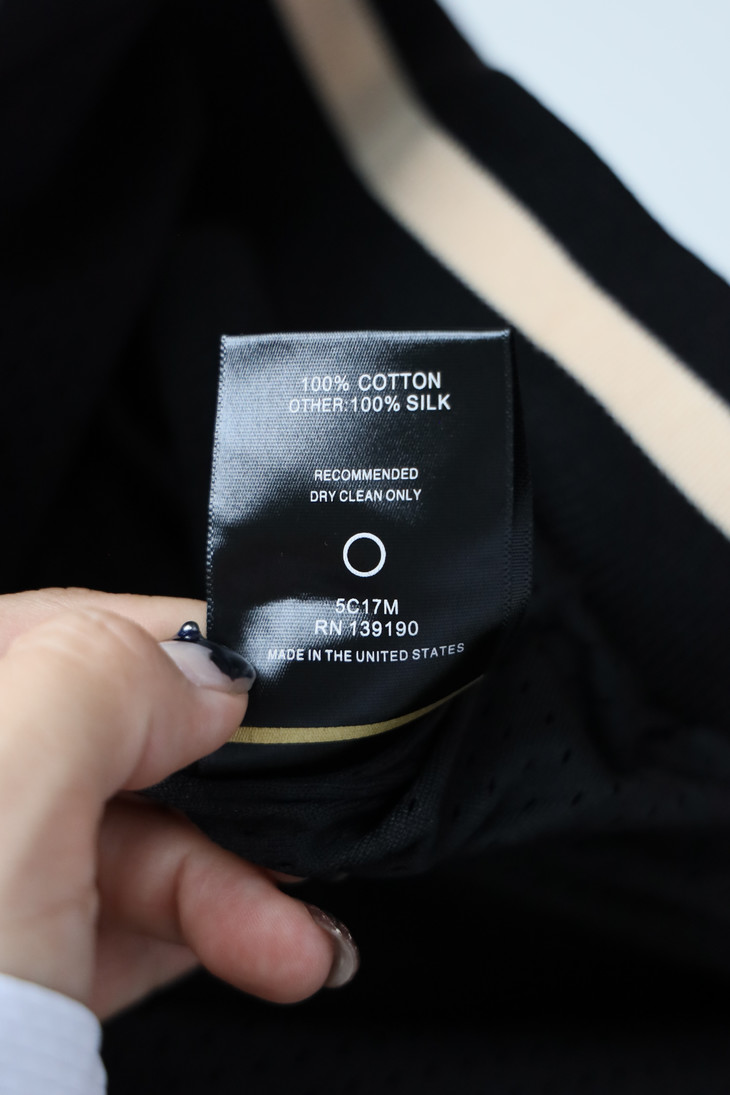 100% COTTON
OTHER:100% SILK
RECOMMENDED
DRY CLEAN ONLY
5C17M
RN 139190
MADE IN THE UNITED STATES